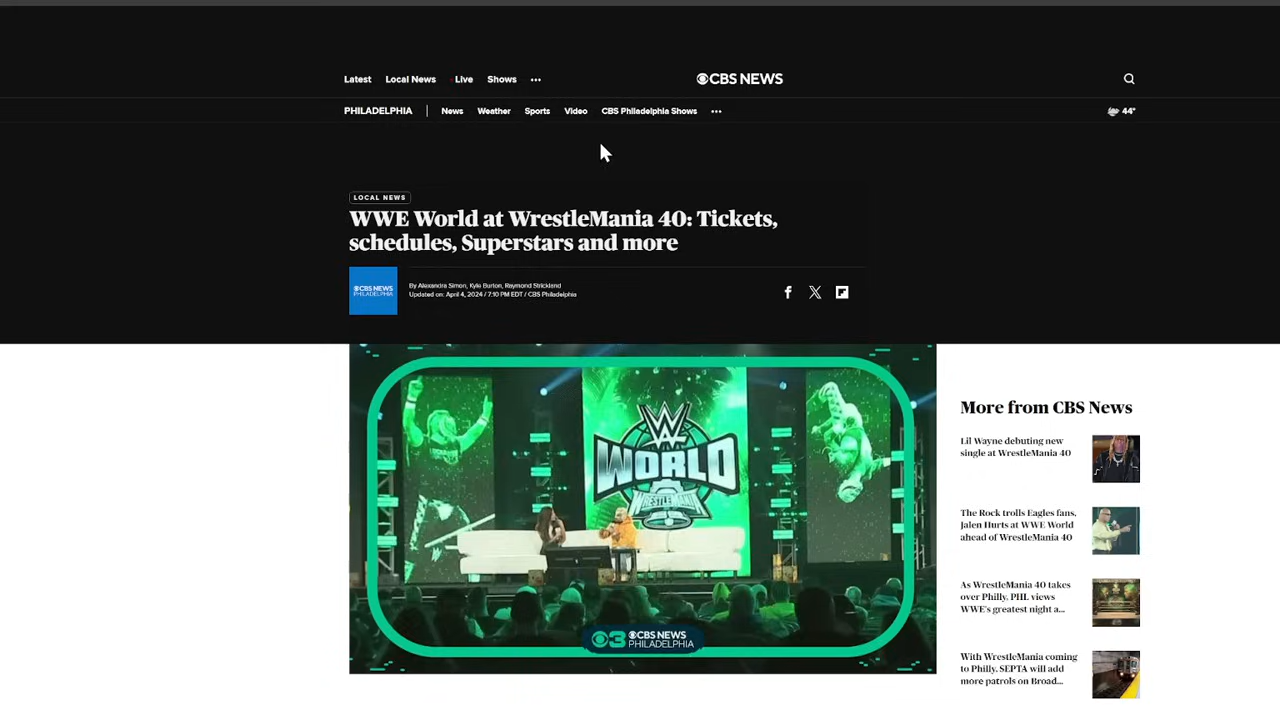 Latest Local News Live Shows ...
CBS NEWS
PHILADELPHIA | News Weather Sports Video CBS Philadelphia Shows ...
44°
LOCAL NEWS
WWE World at WrestleMania 40: Tickets,
schedules, Superstars and more
CBS NEWS
PHILADELPHIA
By Alexandra Simon, Kyle Burton, Raymond Strickland
Updated on: April 4, 2024 / 7:10 PM EDT / CBS Philadelphia
W
WORLD
WRESTLEMANIA
3 CBS NEWS
PHILADELPHIA
More from CBS News
Lil Wayne debuting new
single at WrestleMania 40
The Rock trolls Eagles fans,
Jalen Hurts at WWE World
ahead of WrestleMania 40
As WrestleMania 40 takes
over Philly, PHL views
WWE's greatest night a...
With WrestleMania coming
to Philly, SEPTA will add
more patrols on Broad...